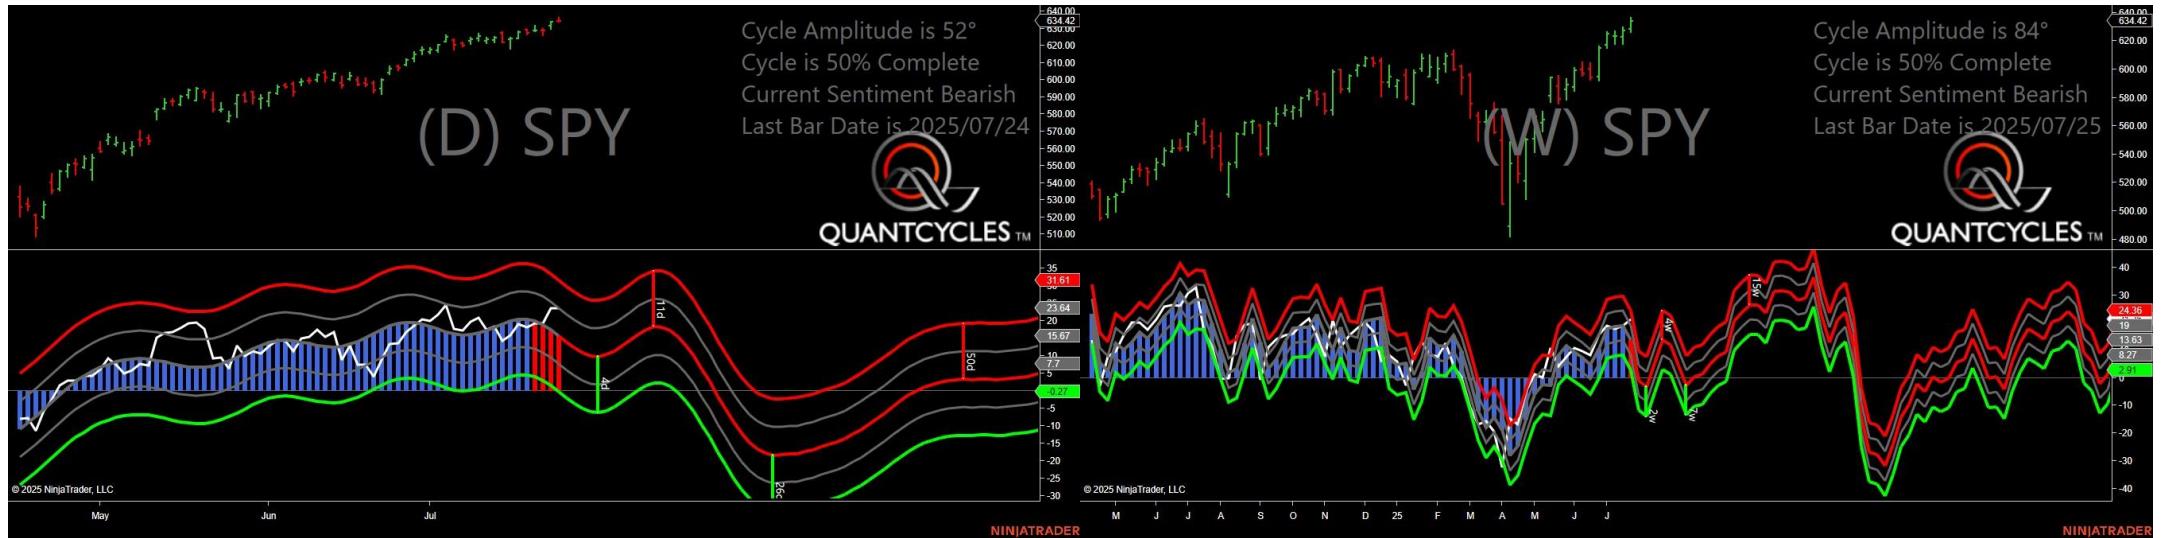 640.00
634.42
630.00
620.00
610.00
600.00
590.00
580.00
570.00
560.00
550.00
540.00
530.00
520.00
510.00
Cycle Amplitude is 52°
Cycle is 50% Complete
Current Sentiment Bearish
Last Bar Date is 2025/07/24
(D) SPY
QUANTCYCLES TM
35
31.61
23.64
20
15.67
10
7.7
5
-0.27
-5
-10
-15
-20
-25
-30
11d
4d
50d
© 2025 NinjaTrader, LLC
May Jun Jul
NINJATRADER
640.00
634.42
620.00
600.00
580.00
560.00
540.00
520.00
500.00
480.00
Cycle Amplitude is 84°
Cycle is 50% Complete
Current Sentiment Bearish
Last Bar Date is 2025/07/25
(W) SPY
QUANTCYCLES TM
40
30
24.36
19
13.63
8.27
2.91
0
-10
-20
-30
-40
15w
4w
2w
7w
© 2025 NinjaTrader, LLC
M J J A S O N D 25 F M A M J J
NINJATRADER